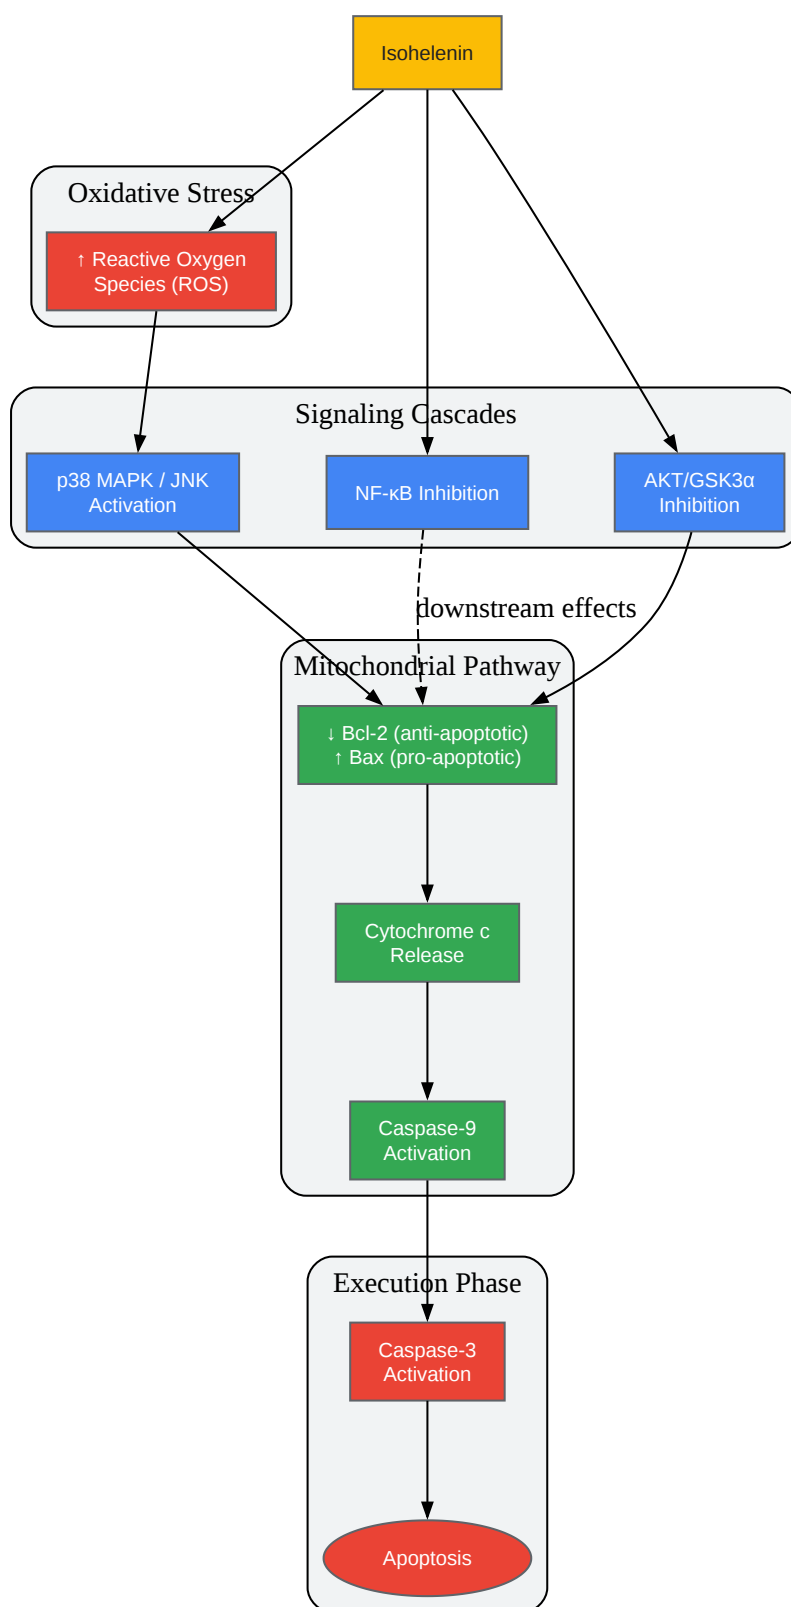 Isohelenin
Oxidative Stress
↑ Reactive Oxygen
Species (ROS)
Signaling Cascades
p38 MAPK / JNK
Activation
NF-κB Inhibition
AKT/GSK3α
Inhibition
downstream effects
Mitochondrial Pathway
↓ Bcl-2 (anti-apoptotic)
↑ Bax (pro-apoptotic)
Cytochrome c
Release
Caspase-9
Activation
Execution Phase
Caspase-3
Activation
Apoptosis